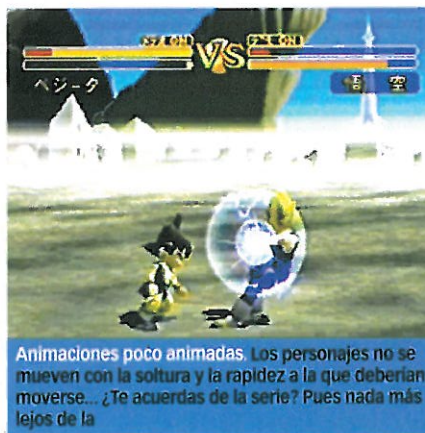 VS
ベジータ
悟 空
Animaciones poco animadas. Los personajes no se
mueven con la soltura y la rapidez a la que deberían
moverse... ¿Te acuerdas de la serie? Pues nada más
lejos de la